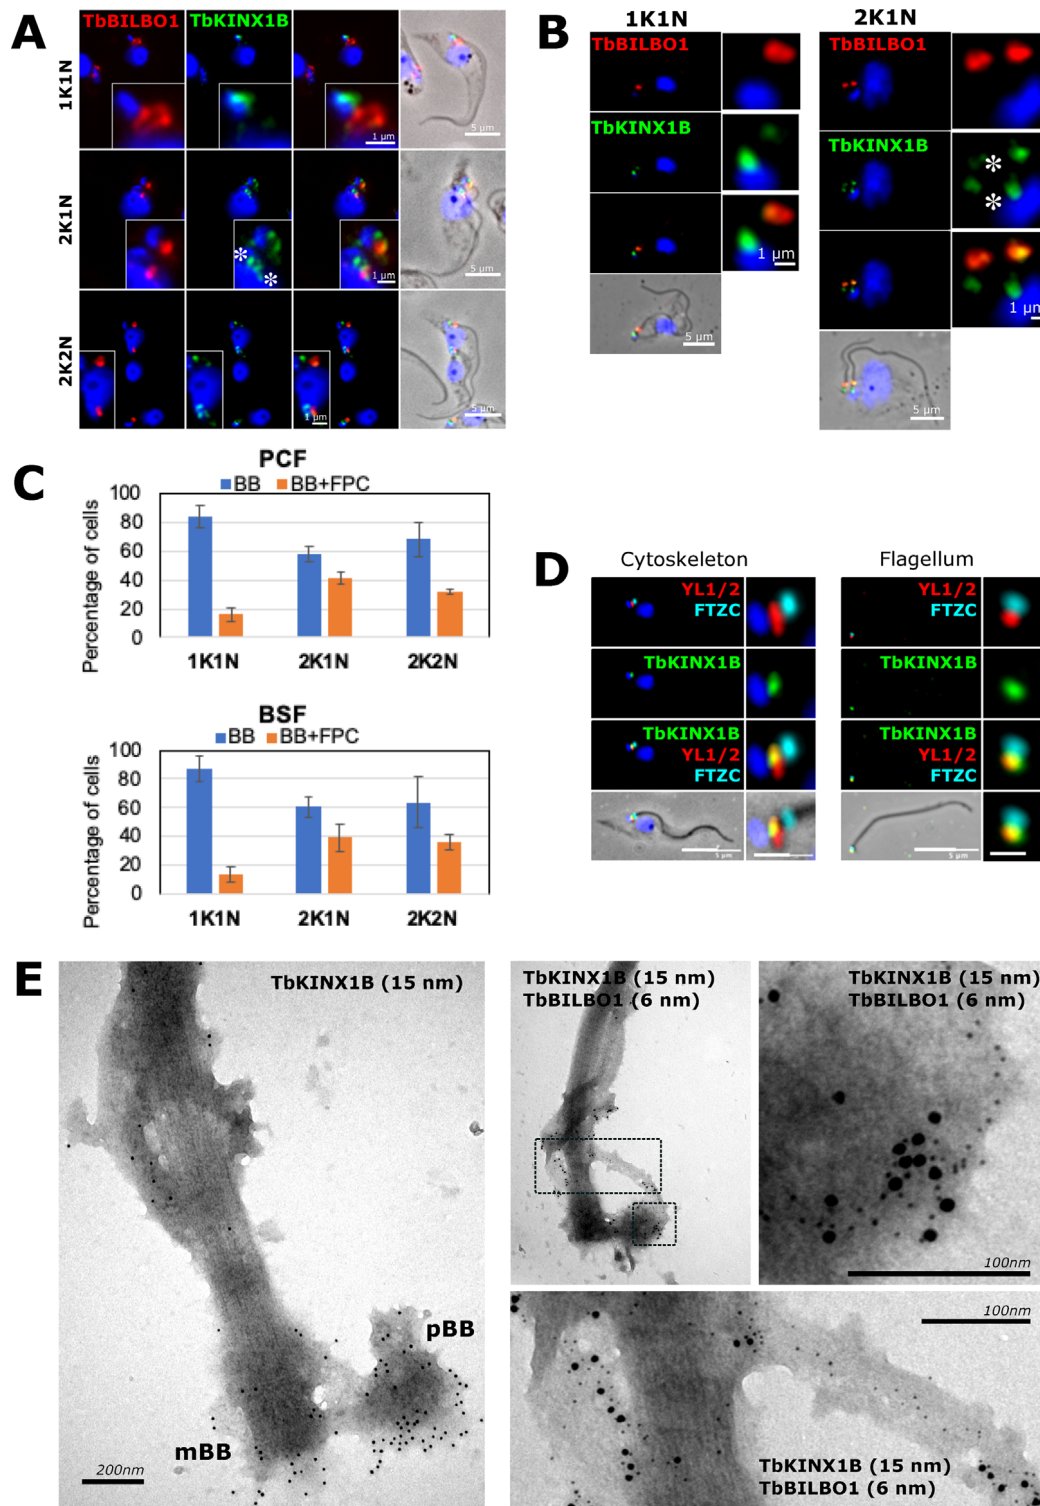 A
TbBILBO1
TbKINX1B
1K1N
1 µm
5 µm
2K1N
*
*
1 µm
5 µm
2K2N
1 µm
5 µm
B
1K1N
TbBILBO1
TbKINX1B
1 µm
5 µm
2K1N
TbBILBO1
TbKINX1B
*
*
1 µm
5 µm
C
PCF
BB
BB+FPC
Percentage of cells
100
80
60
40
20
0
1K1N
2K1N
2K2N
BSF
BB
BB+FPC
Percentage of cells
100
80
60
40
20
0
1K1N
2K1N
2K2N
D
Cytoskeleton
YL1/2
FTZC
TbKINX1B
TbKINX1B
YL1/2
FTZC
5 µm
Flagellum
YL1/2
FTZC
TbKINX1B
TbKINX1B
YL1/2
FTZC
5 µm
E
TbKINX1B (15 nm)
pBB
mBB
200nm
TbKINX1B (15 nm)
TbBILBO1 (6 nm)
TbKINX1B (15 nm)
TbBILBO1 (6 nm)
100nm
100nm
TbKINX1B (15 nm)
TbBILBO1 (6 nm)